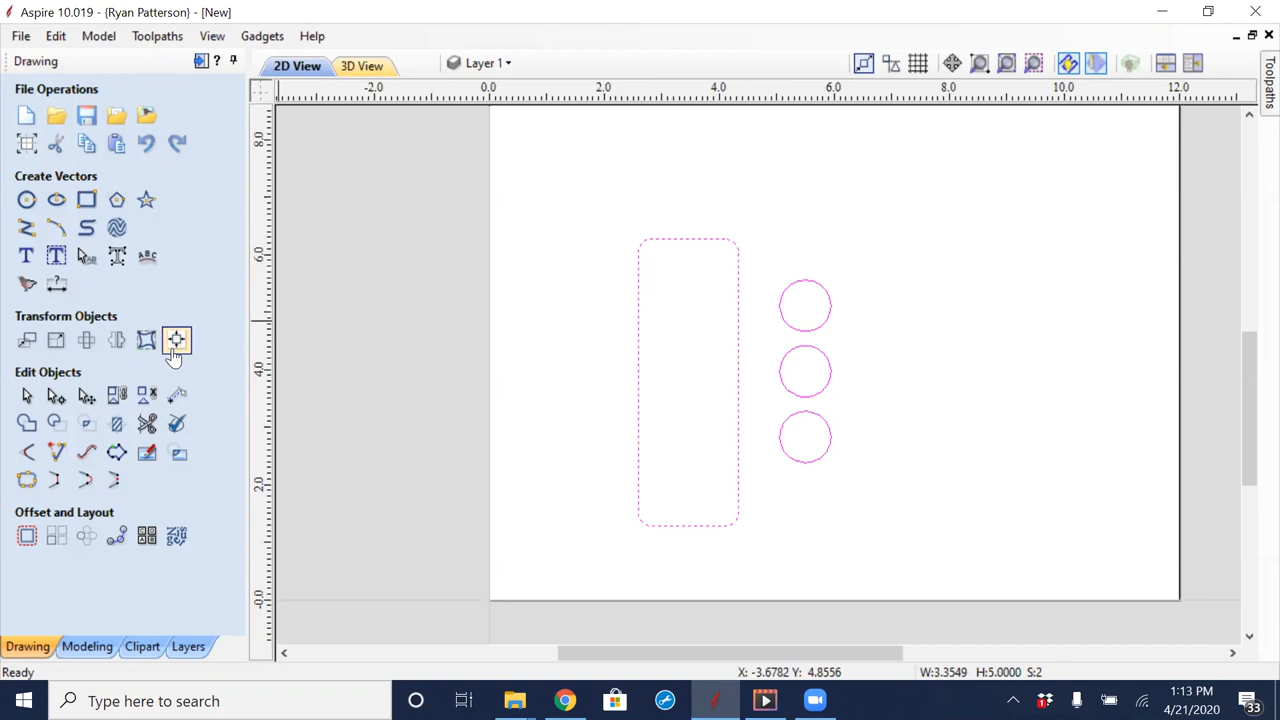 Aspire 10.019 - {Ryan Patterson} - [New]
File Edit Model Toolpaths View Gadgets Help
Drawing
2D View 3D View Layer 1
Toolpaths
File Operations
-2.0 0.0 2.0 4.0 6.0 8.0 10.0 12.0
8.0
6.0
4.0
2.0
-0.0
Create Vectors
Transform Objects
Edit Objects
Offset and Layout
Drawing Modeling Clipart Layers
Ready X: -3.6782 Y: 4.8556 W:3.3549 H:5.0000 S:2
Type here to search
1:13 PM
4/21/2020
33